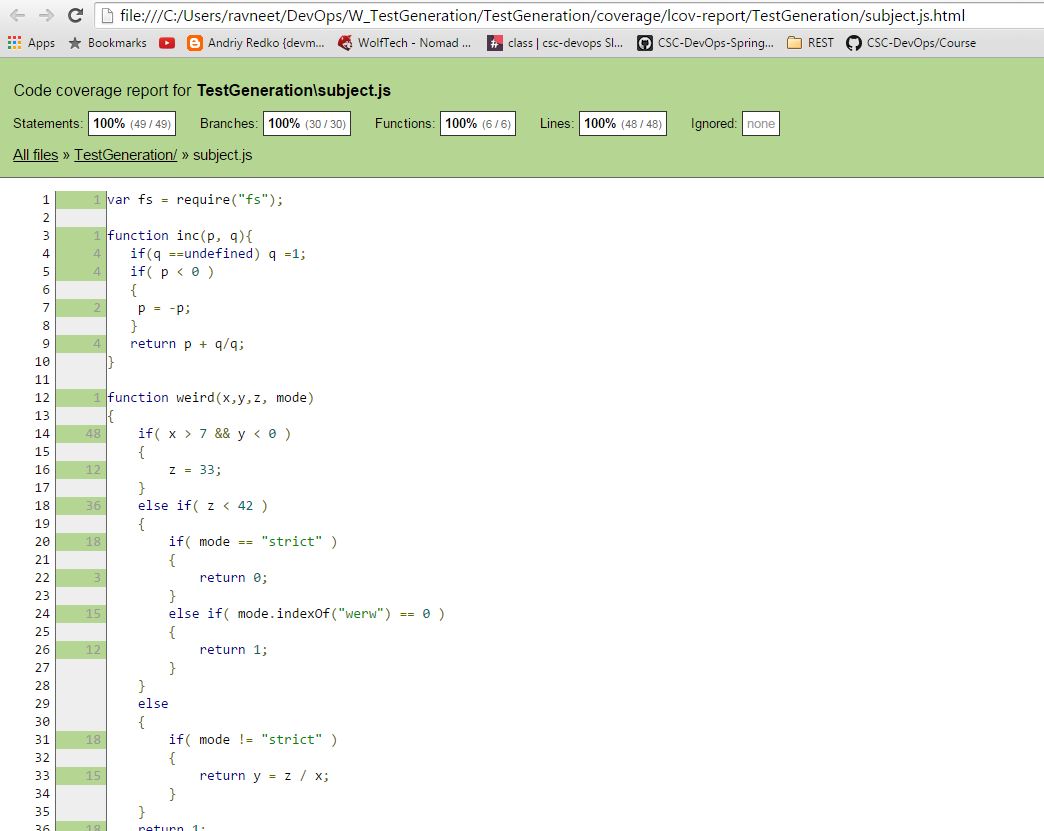 file:///C:/Users/ravneet/DevOps/W_TestGeneration/TestGeneration/coverage/lcov-report/TestGeneration/subject.js.html
Apps Bookmarks Andriy Redko {devm... WolfTech - Nomad ... class | csc-devops Sl... CSC-DevOps-Spring... REST CSC-DevOps/Course
Code coverage report for TestGeneration\subject.js
Statements: 100% (49 / 49) Branches: 100% (30 / 30) Functions: 100% (6 / 6) Lines: 100% (48 / 48) Ignored: none
All files » TestGeneration/ » subject.js
1 1 var fs = require("fs");
2
3 1 function inc(p, q){
4 4 if(q ==undefined) q =1;
5 4 if( p < 0 )
6 {
7 2 p = -p;
8 }
9 4 return p + q/q;
10 }
11
12 1 function weird(x,y,z, mode)
13 {
14 48 if( x > 7 && y < 0 )
15 {
16 12 z = 33;
17 }
18 36 else if( z < 42 )
19 {
20 18 if( mode == "strict" )
21 {
22 3 return 0;
23 }
24 15 else if( mode.indexOf("werw") == 0 )
25 {
26 12 return 1;
27 }
28 }
29 else
30 {
31 18 if( mode != "strict" )
32 {
33 15 return y = z / x;
34 }
35 }
36 18 return 1;